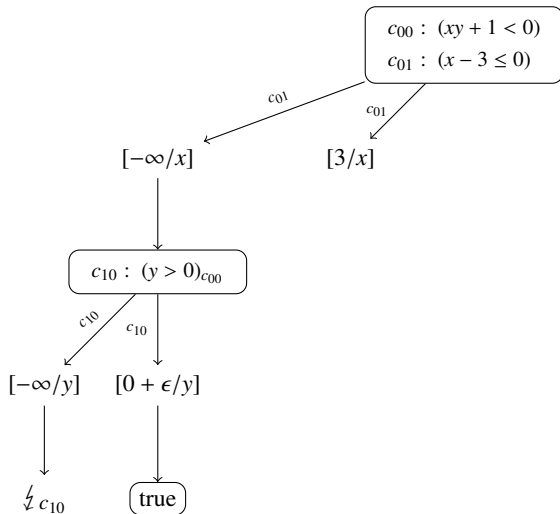 c₀₀ : (xy + 1 < 0)
c₀₁ : (x − 3 ≤ 0)
c₀₁
c₀₁
[−∞/x]
[3/x]
c₁₀ : (y > 0)c₀₀
c₁₀
c₁₀
[−∞/y]
[0 + ϵ/y]
↯ c₁₀
true